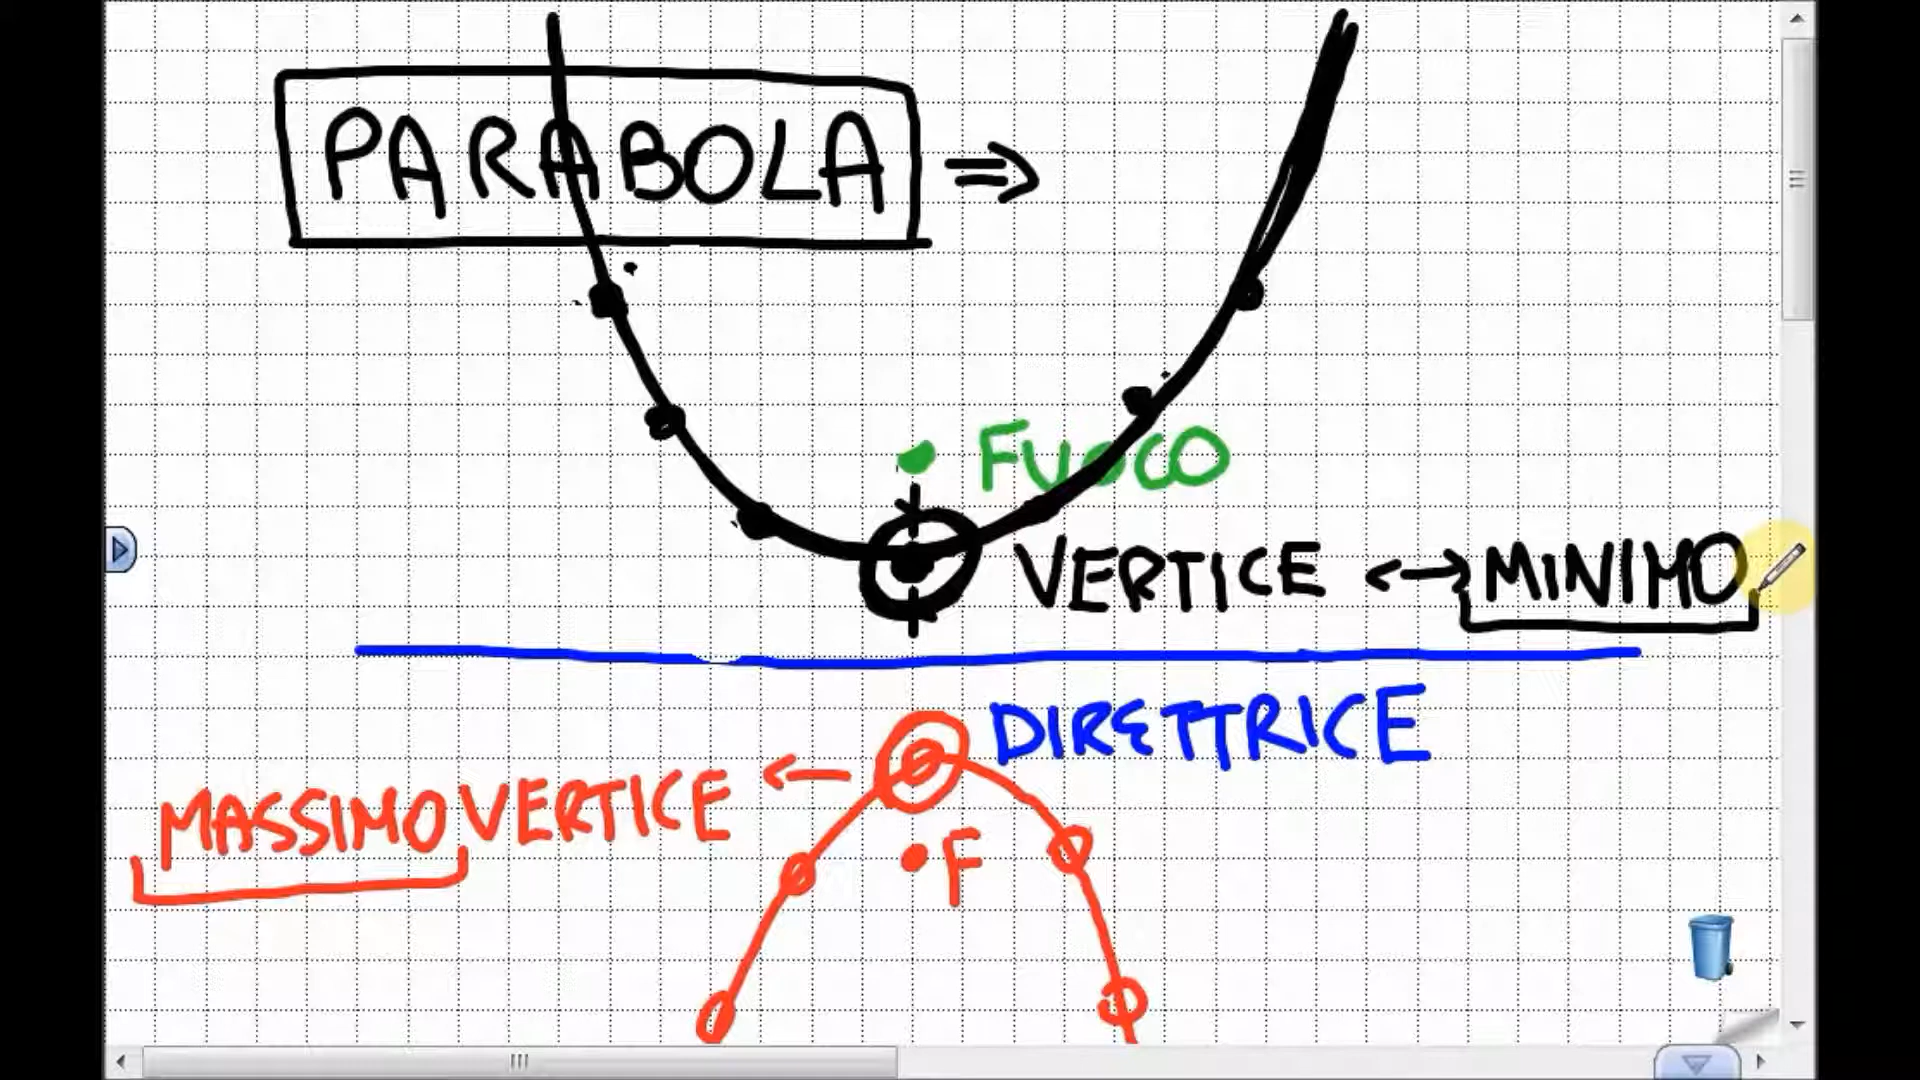 PARABOLA ⇒
FUOCO
VERTICE <-> MINIMO
DIRETTRICE
MASSIMO VERTICE <-
F